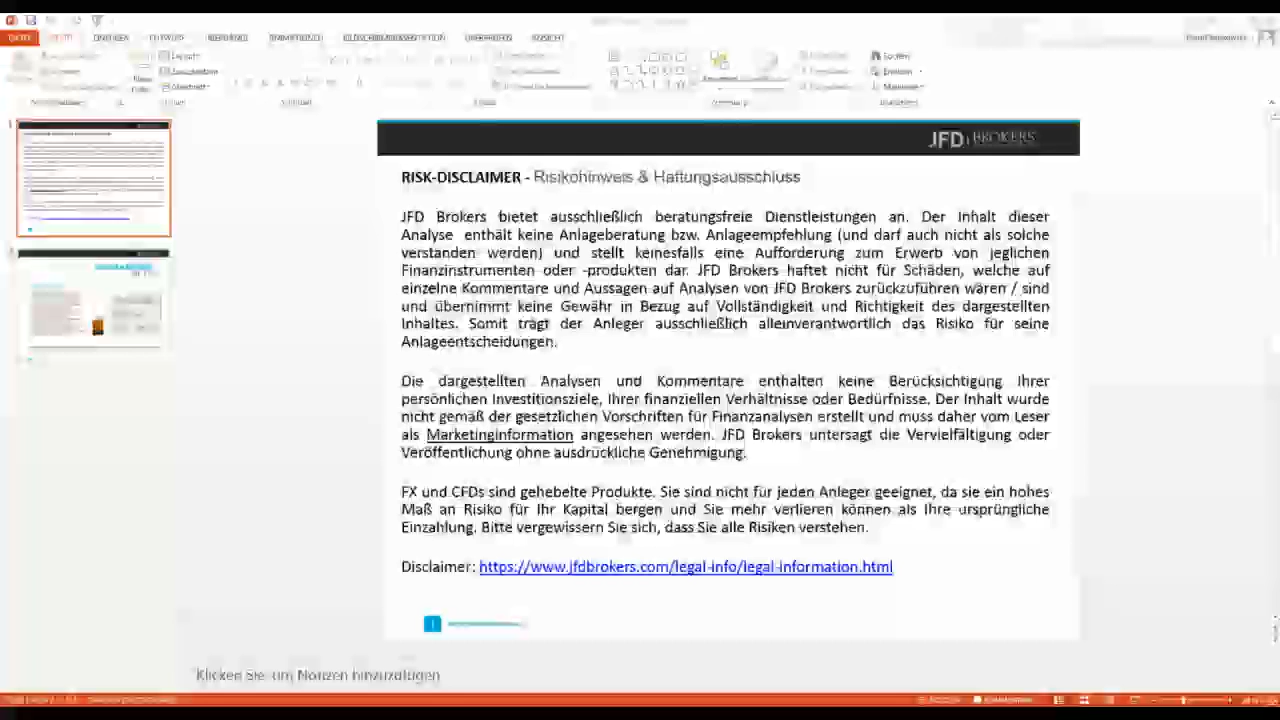 JFD BROKERS
RISK-DISCLAIMER - Risikohinweis & Haftungsausschluss
JFD Brokers bietet ausschließlich beratungsfreie Dienstleistungen an. Der Inhalt dieser
Analyse enthält keine Anlageberatung bzw. Anlageempfehlung (und darf auch nicht als solche
verstanden werden) und stellt keinesfalls eine Aufforderung zum Erwerb von jeglichen
Finanzinstrumenten oder -produkten dar. JFD Brokers haftet nicht für Schäden, welche auf
einzelne Kommentare und Aussagen auf Analysen von JFD Brokers zurückzuführen wären / sind
und übernimmt keine Gewähr in Bezug auf Vollständigkeit und Richtigkeit des dargestellten
Inhaltes. Somit trägt der Anleger ausschließlich alleinverantwortlich das Risiko für seine
Anlageentscheidungen.
Die dargestellten Analysen und Kommentare enthalten keine Berücksichtigung Ihrer
persönlichen Investitionsziele, Ihrer finanziellen Verhältnisse oder Bedürfnisse. Der Inhalt wurde
nicht gemäß der gesetzlichen Vorschriften für Finanzanalysen erstellt und muss daher vom Leser
als Marketinginformation angesehen werden. JFD Brokers untersagt die Vervielfältigung oder
Veröffentlichung ohne ausdrückliche Genehmigung.
FX und CFDs sind gehebelte Produkte. Sie sind nicht für jeden Anleger geeignet, da sie ein hohes
Maß an Risiko für Ihr Kapital bergen und Sie mehr verlieren können als Ihre ursprüngliche
Einzahlung. Bitte vergewissern Sie sich, dass Sie alle Risiken verstehen.
Disclaimer: https://www.jfdbrokers.com/legal-info/legal-information.html
1
Klicken Sie, um Notizen hinzuzufügen